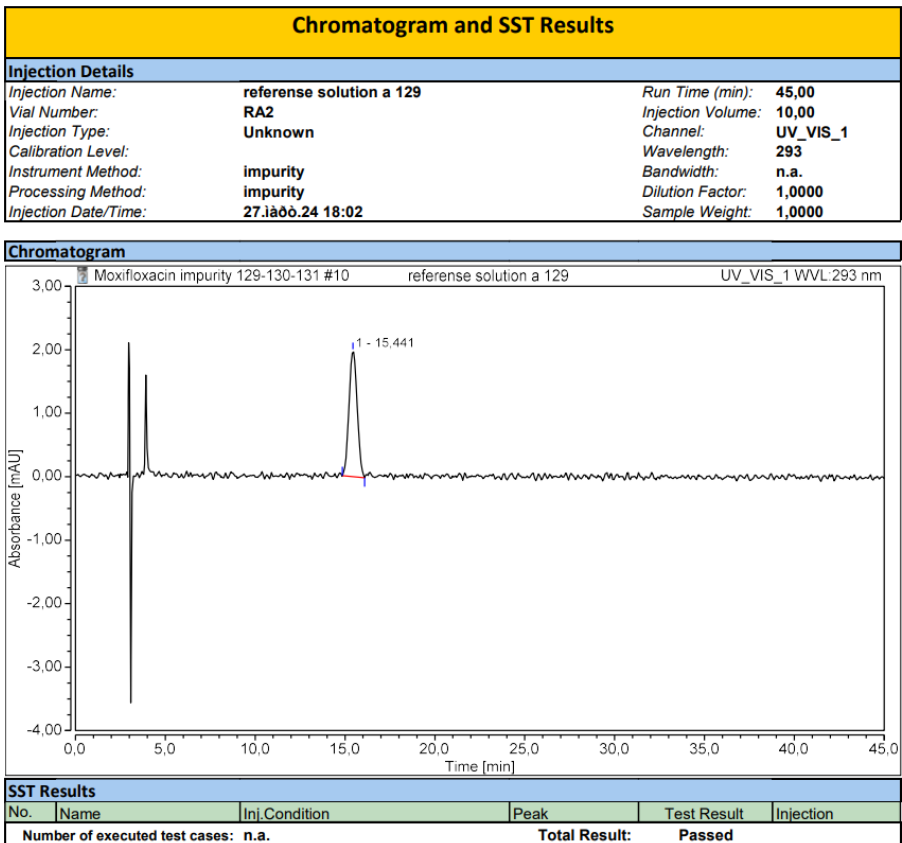 Chromatogram and SST Results
Injection Details
Injection Name: referense solution a 129 Run Time (min): 45,00
Vial Number: RA2 Injection Volume: 10,00
Injection Type: Unknown Channel: UV_VIS_1
Calibration Level: Wavelength: 293
Instrument Method: impurity Bandwidth: n.a.
Processing Method: impurity Dilution Factor: 1,0000
Injection Date/Time: 27.ìàðò.24 18:02 Sample Weight: 1,0000
Chromatogram
Moxifloxacin impurity 129-130-131 #10 referense solution a 129 UV_VIS_1 WVL:293 nm
3,00
2,00
1,00
0,00
-1,00
-2,00
-3,00
-4,00
Absorbance [mAU]
1 - 15,441
0,0 5,0 10,0 15,0 20,0 25,0 30,0 35,0 40,0 45,0
Time [min]
SST Results
No. Name Inj.Condition Peak Test Result Injection
Number of executed test cases: n.a. Total Result: Passed